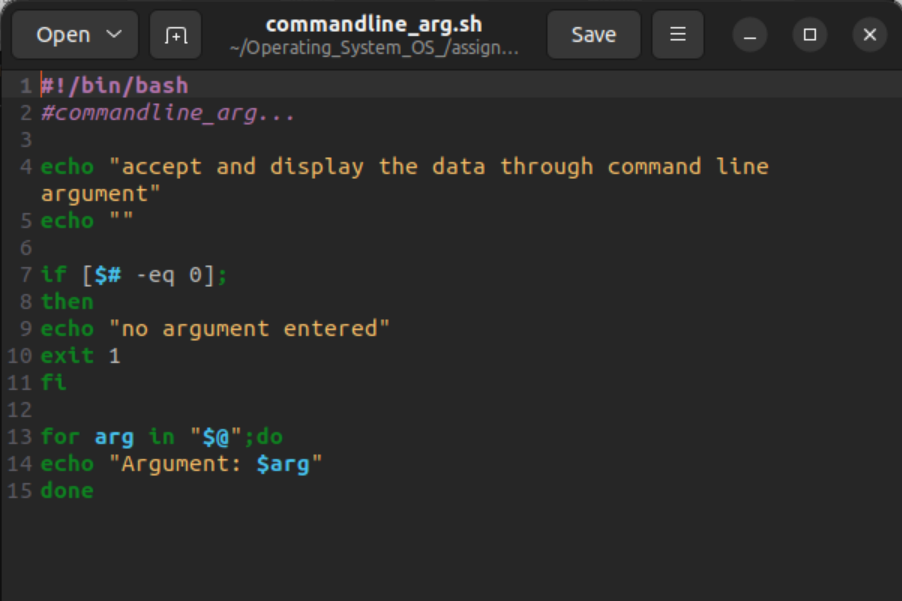 Open
commandline_arg.sh
~/Operating_System_OS_/assign...
Save
1 #!/bin/bash
2 #commandline_arg...
3
4 echo "accept and display the data through command line
argument"
5 echo ""
6
7 if [$# -eq 0];
8 then
9 echo "no argument entered"
10 exit 1
11 fi
12
13 for arg in "$@";do
14 echo "Argument: $arg"
15 done